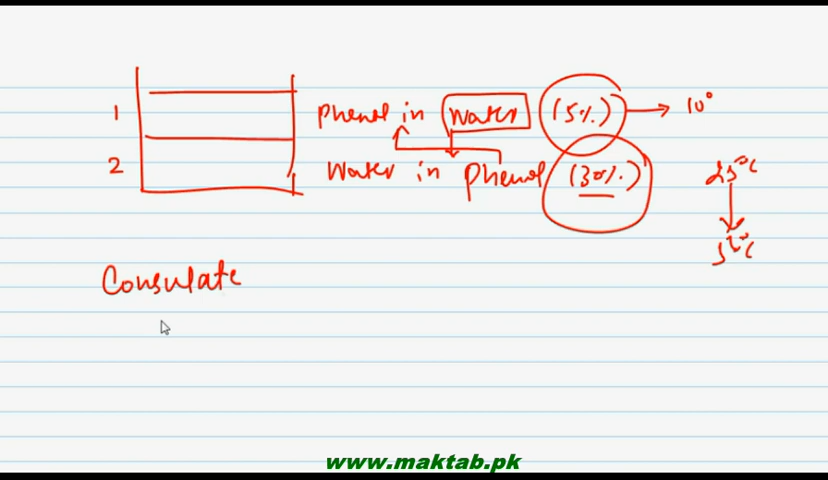 1 Phenol in Water (5%.) → 10°
2 Water in Phenol (30%.) 25°C
Consulate
www.maktab.pk